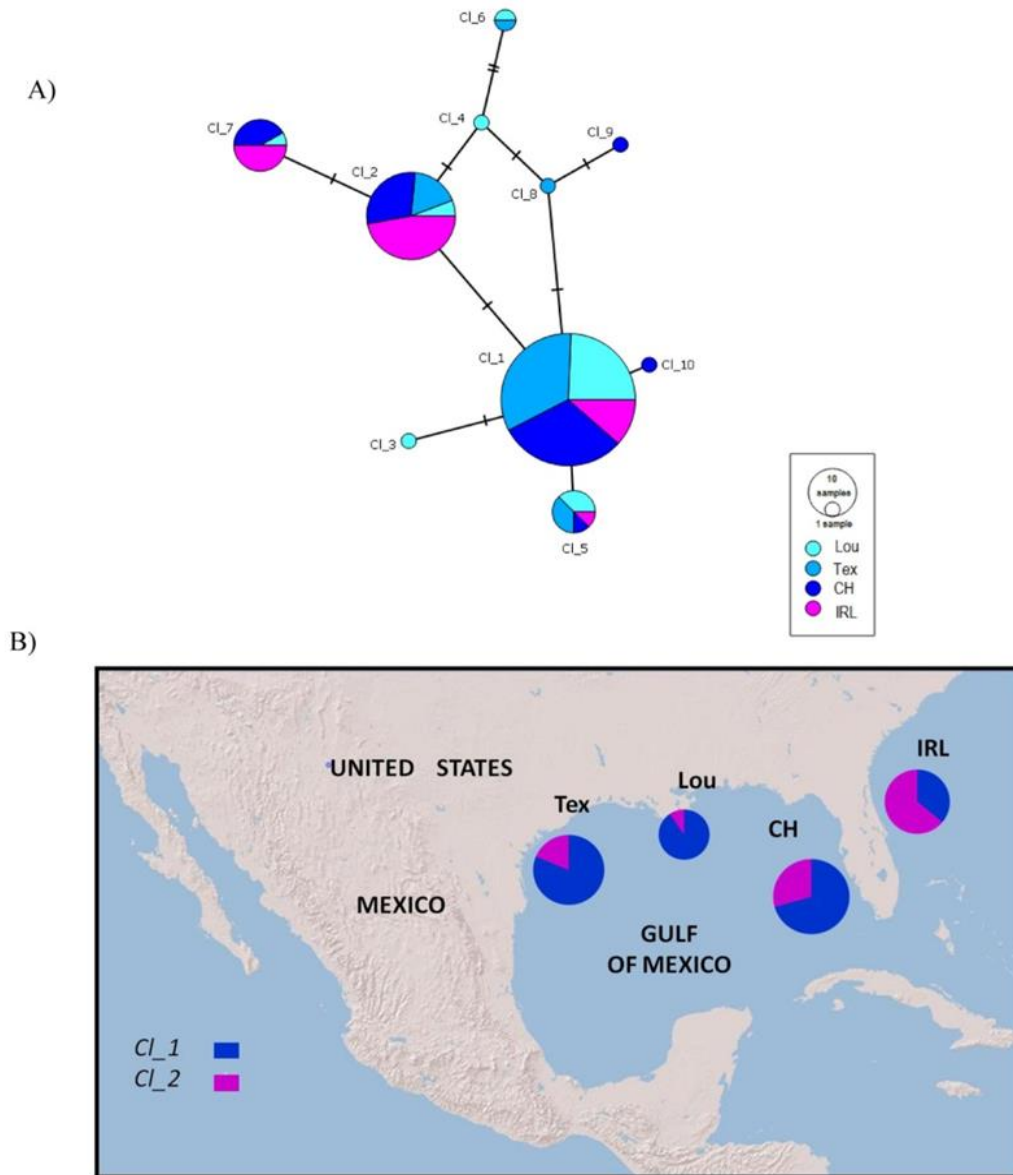 A)
Cl_6
Cl_7
Cl_4
Cl_9
Cl_2
Cl_8
Cl_1
Cl_10
Cl_3
Cl_5
10
samples
1 sample
Lou
Tex
CH
IRL
B)
IRL
UNITED STATES
Lou
Tex
CH
MEXICO
GULF
OF MEXICO
Cl_1
Cl_2